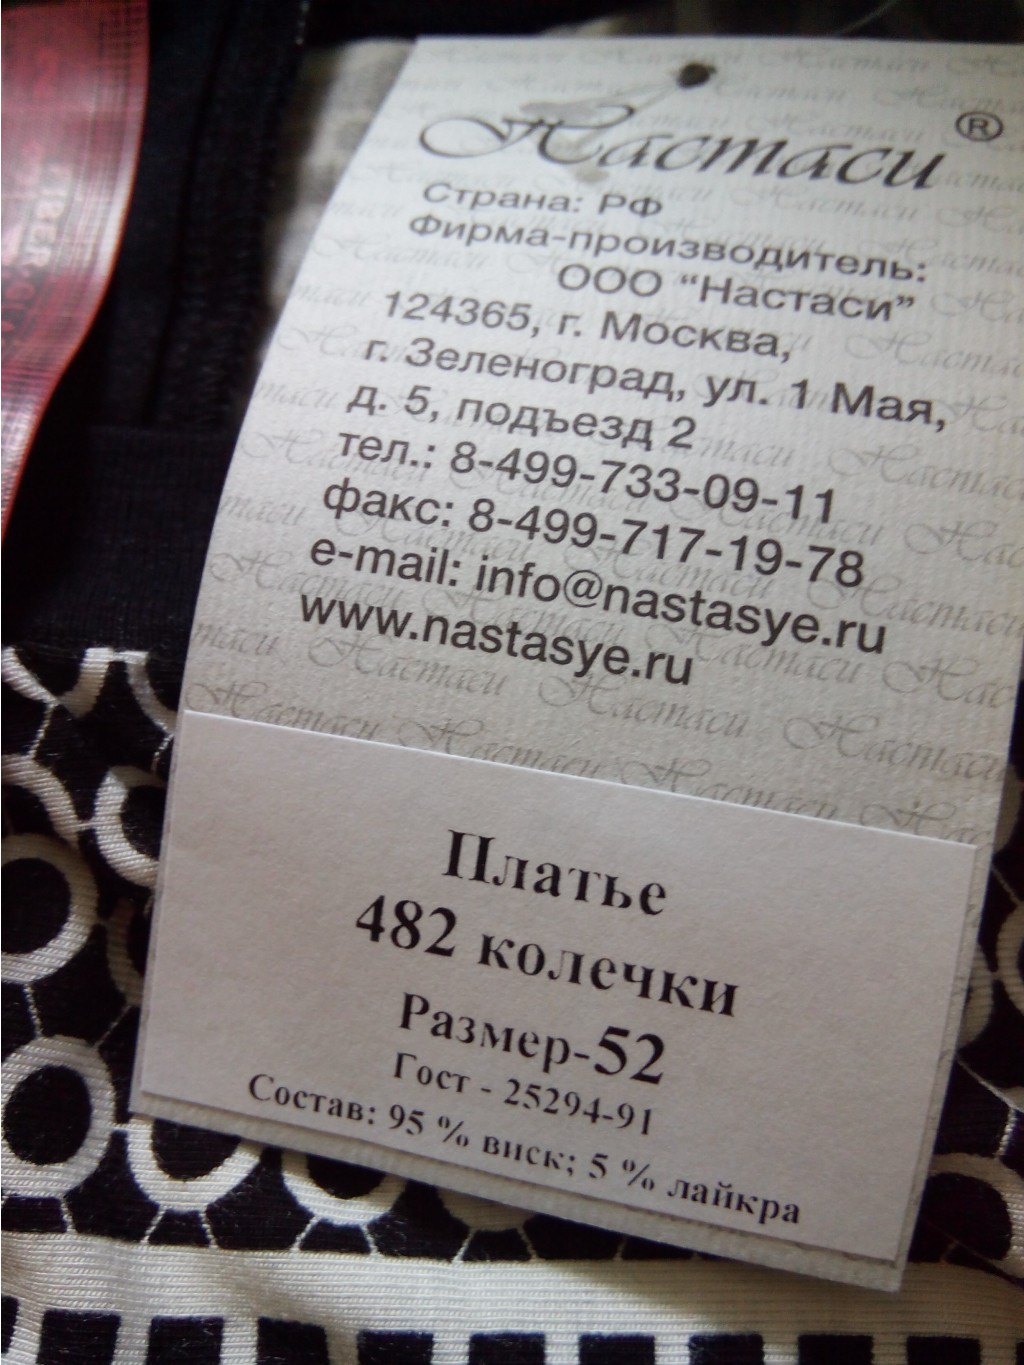 Настаси ®
Страна: РФ
Фирма-производитель:
ООО "Настаси"
124365, г. Москва,
г. Зеленоград, ул. 1 Мая,
д. 5, подъезд 2
тел.: 8-499-733-09-11
факс: 8-499-717-19-78
e-mail: info@nastasye.ru
www.nastasye.ru
Платье
482 колечки
Размер-52
Гост - 25294-91
Состав: 95 % виск; 5 % лайкра